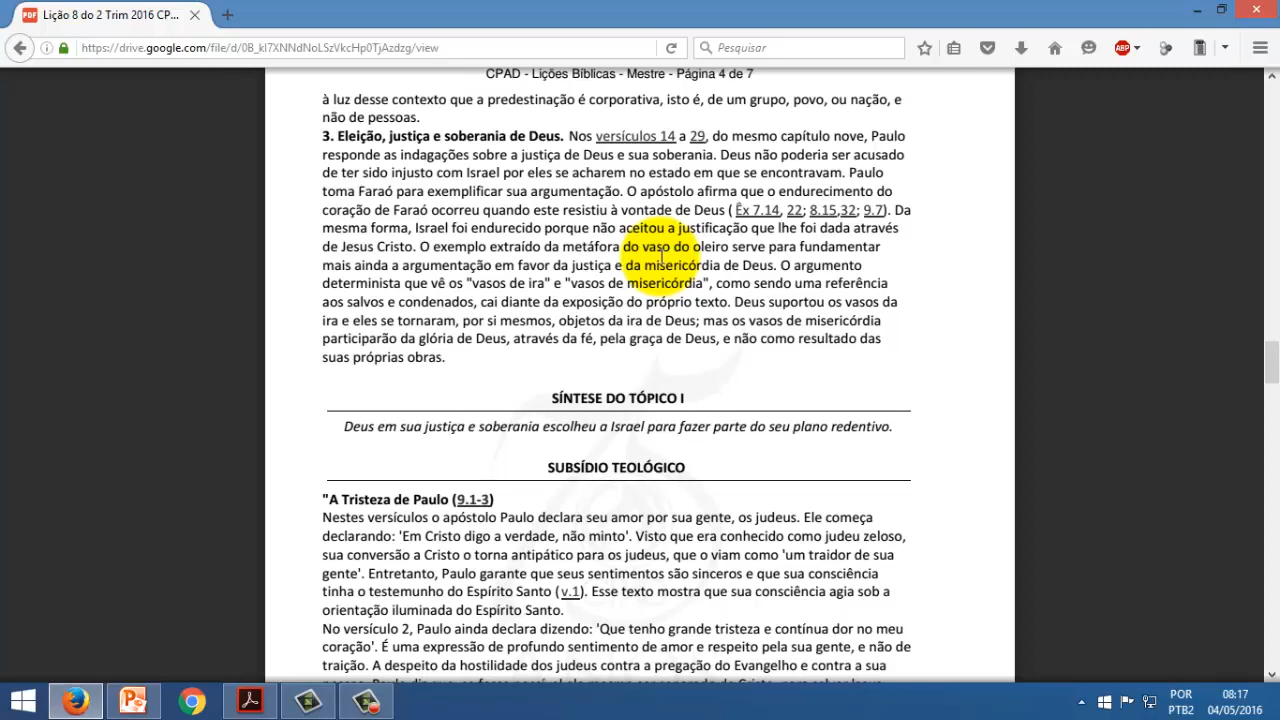 Lição 8 do 2 Trim 2016 CP...
https://drive.google.com/file/d/0B_kl7XNNdNoLSzVkcHp0TjAzdzg/view
Pesquisar
ABP
CPAD - Lições Bíblicas - Mestre - Página 4 de 7
à luz desse contexto que a predestinação é corporativa, isto é, de um grupo, povo, ou nação, e
não de pessoas.
3. Eleição, justiça e soberania de Deus. Nos versículos 14 a 29, do mesmo capítulo nove, Paulo
responde as indagações sobre a justiça de Deus e sua soberania. Deus não poderia ser acusado
de ter sido injusto com Israel por eles se acharem no estado em que se encontravam. Paulo
toma Faraó para exemplificar sua argumentação. O apóstolo afirma que o endurecimento do
coração de Faraó ocorreu quando este resistiu à vontade de Deus ( Êx 7.14, 22; 8.15,32; 9.7). Da
mesma forma, Israel foi endurecido porque não aceitou a justificação que lhe foi dada através
de Jesus Cristo. O exemplo extraído da metáfora do vaso do oleiro serve para fundamentar
mais ainda a argumentação em favor da justiça e da misericórdia de Deus. O argumento
determinista que vê os "vasos de ira" e "vasos de misericórdia", como sendo uma referência
aos salvos e condenados, cai diante da exposição do próprio texto. Deus suportou os vasos da
ira e eles se tornaram, por si mesmos, objetos da ira de Deus; mas os vasos de misericórdia
participarão da glória de Deus, através da fé, pela graça de Deus, e não como resultado das
suas próprias obras.
SÍNTESE DO TÓPICO I
Deus em sua justiça e soberania escolheu a Israel para fazer parte do seu plano redentivo.
SUBSÍDIO TEOLÓGICO
"A Tristeza de Paulo (9.1-3)
Nestes versículos o apóstolo Paulo declara seu amor por sua gente, os judeus. Ele começa
declarando: 'Em Cristo digo a verdade, não minto'. Visto que era conhecido como judeu zeloso,
sua conversão a Cristo o torna antipático para os judeus, que o viam como 'um traidor de sua
gente'. Entretanto, Paulo garante que seus sentimentos são sinceros e que sua consciência
tinha o testemunho do Espírito Santo (v.1). Esse texto mostra que sua consciência agia sob a
orientação iluminada do Espírito Santo.
No versículo 2, Paulo ainda declara dizendo: 'Que tenho grande tristeza e contínua dor no meu
coração'. É uma expressão de profundo sentimento de amor e respeito pela sua gente, e não de
traição. A despeito da hostilidade dos judeus contra a pregação do Evangelho e contra a sua
POR
PTB2
08:17
04/05/2016